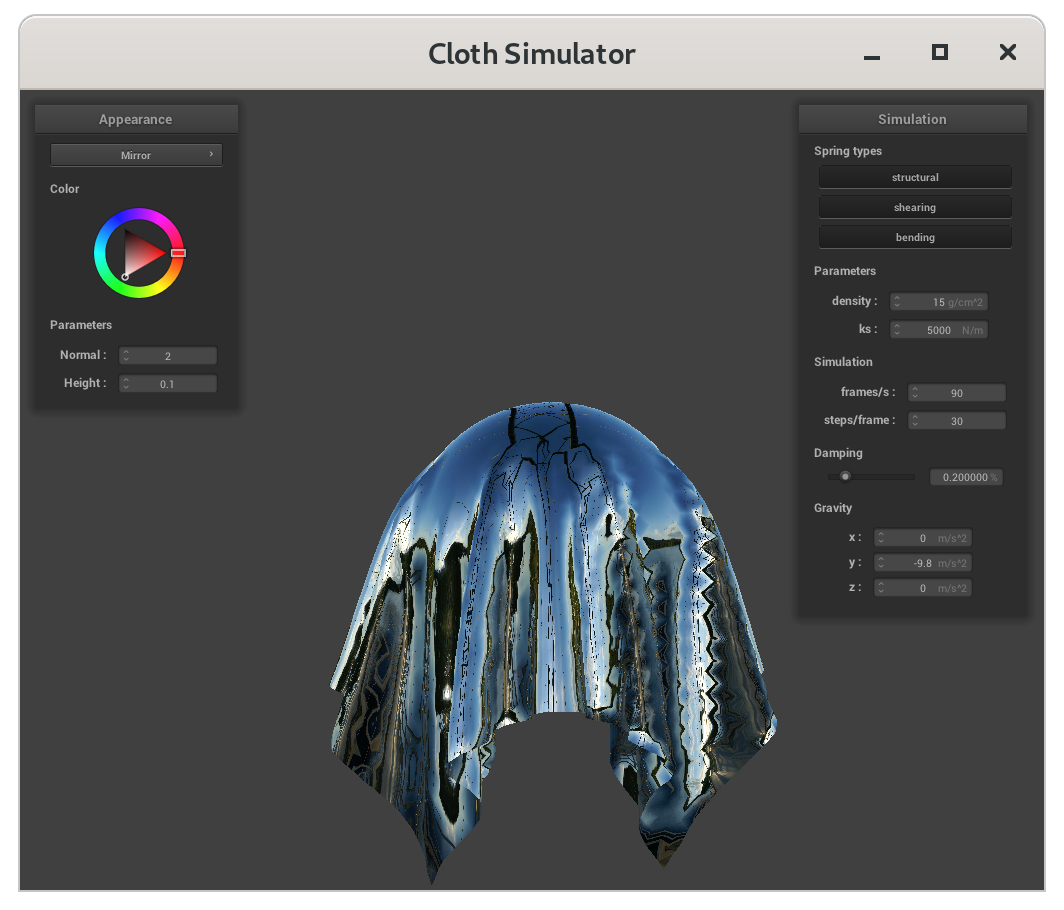 Cloth Simulator
Appearance
Mirror
Color
Parameters
Normal : 2
Height : 0.1
Simulation
Spring types
structural
shearing
bending
Parameters
density : 15 g/cm^2
ks : 5000 N/m
Simulation
frames/s : 90
steps/frame : 30
Damping
0.200000 %
Gravity
x : 0 m/s^2
y : -9.8 m/s^2
z : 0 m/s^2